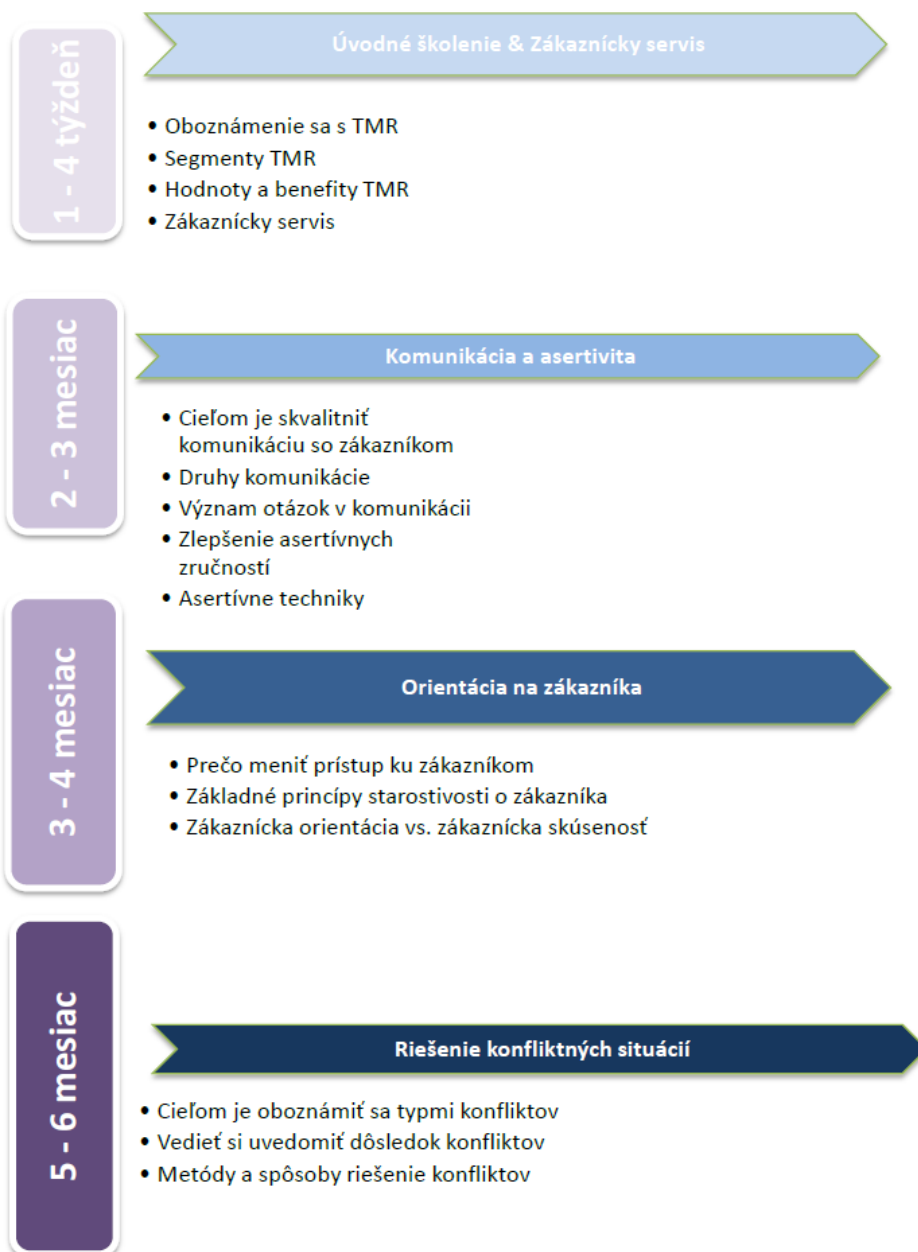 1 - 4 týždeň
Úvodné školenie & Zákaznícky servis
• Oboznámenie sa s TMR
• Segmenty TMR
• Hodnoty a benefity TMR
• Zákaznícky servis
2 - 3 mesiac
Komunikácia a asertivita
• Cieľom je skvalitniť
komunikáciu so zákazníkom
• Druhy komunikácie
• Význam otázok v komunikácii
• Zlepšenie asertívnych
zručností
• Asertívne techniky
3 - 4 mesiac
Orientácia na zákazníka
• Prečo meniť prístup ku zákazníkom
• Základné princípy starostivosti o zákazníka
• Zákaznícka orientácia vs. zákaznícka skúsenosť
5 - 6 mesiac
Riešenie konfliktných situácií
• Cieľom je oboznámiť sa typmi konfliktov
• Vedieť si uvedomiť dôsledok konfliktov
• Metódy a spôsoby riešenie konfliktov